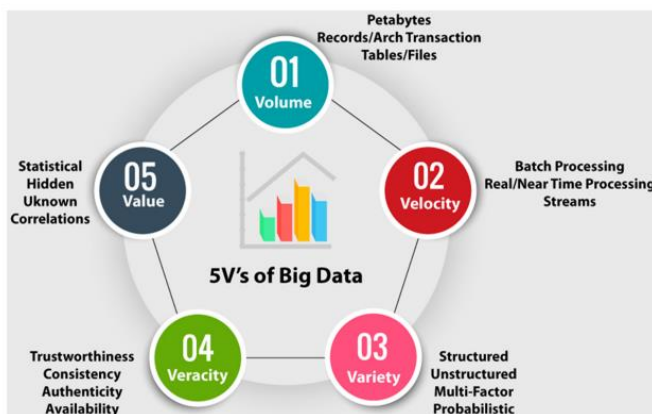 Petabytes
Records/Arch Transaction
Tables/Files
01
Volume
02
Velocity
Batch Processing
Real/Near Time Processing
Streams
03
Variety
Structured
Unstructured
Multi-Factor
Probabilistic
04
Veracity
Trustworthiness
Consistency
Authenticity
Availability
05
Value
Statistical
Hidden
Uknown
Correlations
5V's of Big Data